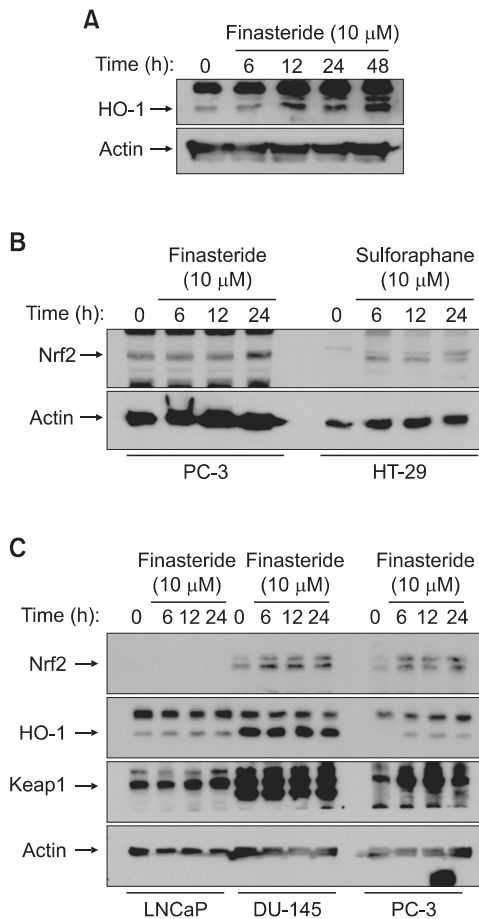 A
Finasteride (10 μM)
Time (h): 0 6 12 24 48
HO-1
Actin
B
Finasteride Sulforaphane
(10 μM) (10 μM)
Time (h): 0 6 12 24 0 6 12 24
Nrf2
Actin
PC-3 HT-29
C
Finasteride Finasteride Finasteride
(10 μM) (10 μM) (10 μM)
Time (h): 0 6 12 24 0 6 12 24 0 6 12 24
Nrf2
HO-1
Keap1
Actin
LNCaP DU-145 PC-3